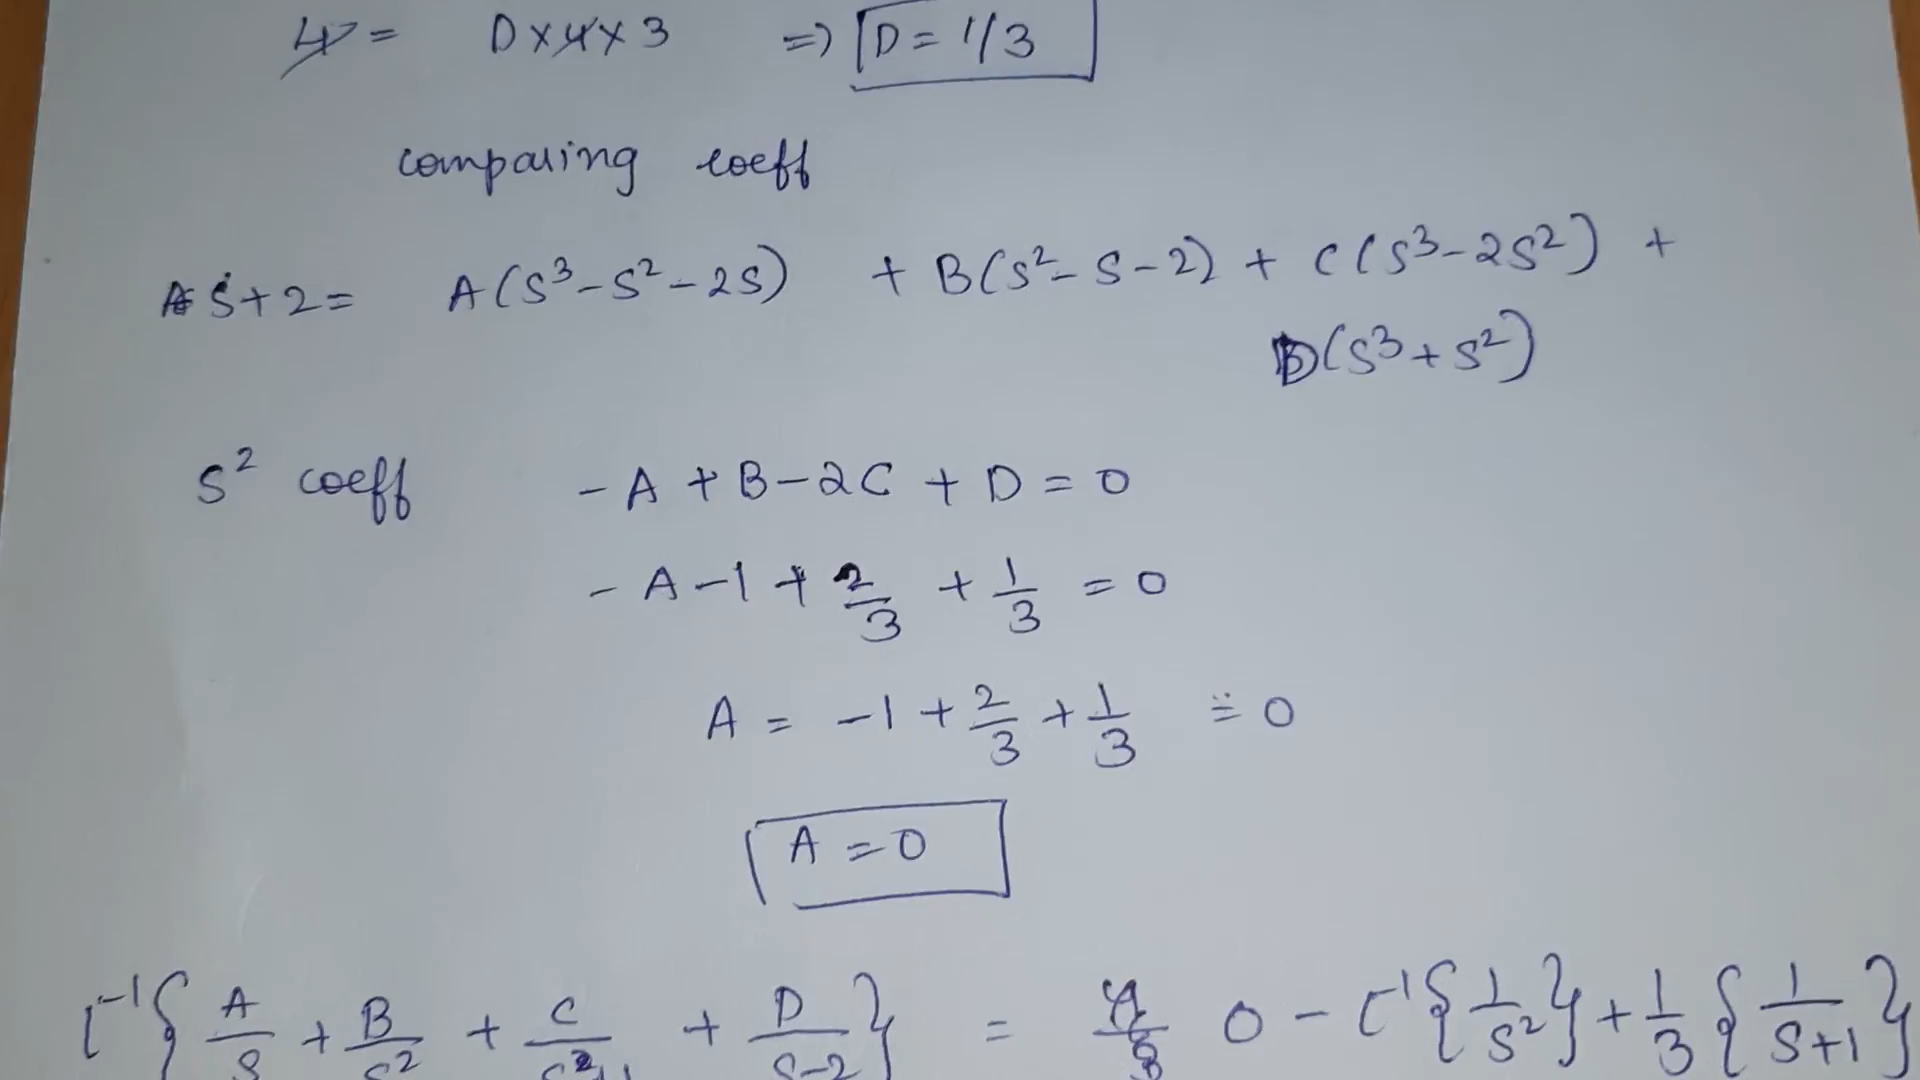 4 = D×4×3 => D = 1/3
comparing coeff
s+2 = A(s³-s²-2s) + B(s²-s-2) + C(s³-2s²) +
D(s³+s²)
s² coeff -A+B-2C+D=0
-A-1+2/3+1/3=0
A = -1+2/3+1/3 = 0
A=0
L⁻¹{A/s + B/s² + C/ + D/s-2} = 0 - L⁻¹{1/s²} + 1/3{1/s+1}